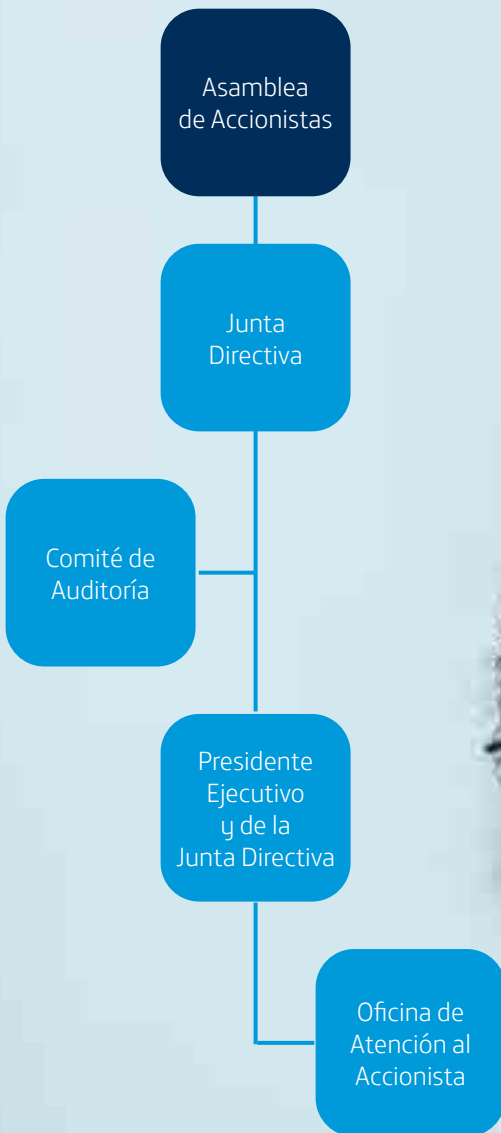 Asamblea
de Accionistas
Junta
Directiva
Comité de
Auditoría
Presidente
Ejecutivo
y de la
Junta Directiva
Oficina de
Atención al
Accionista